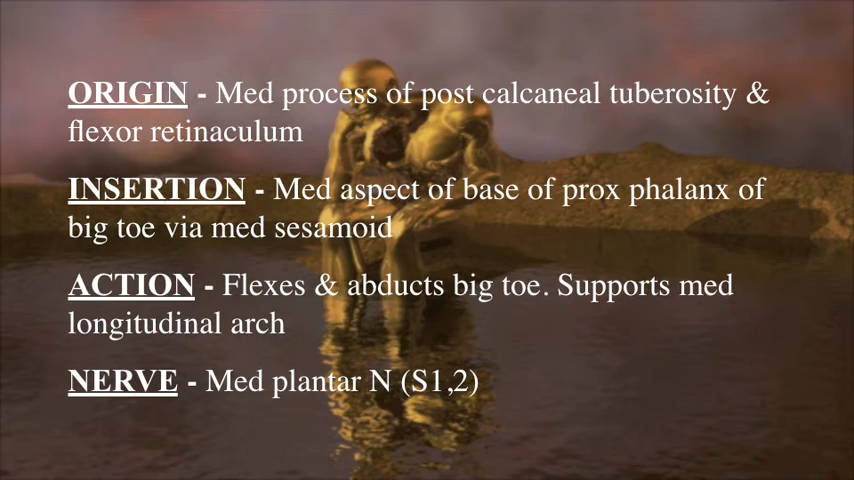 ORIGIN - Med process of post calcaneal tuberosity &
flexor retinaculum
INSERTION - Med aspect of base of prox phalanx of
big toe via med sesamoid
ACTION - Flexes & abducts big toe. Supports med
longitudinal arch
NERVE - Med plantar N (S1,2)